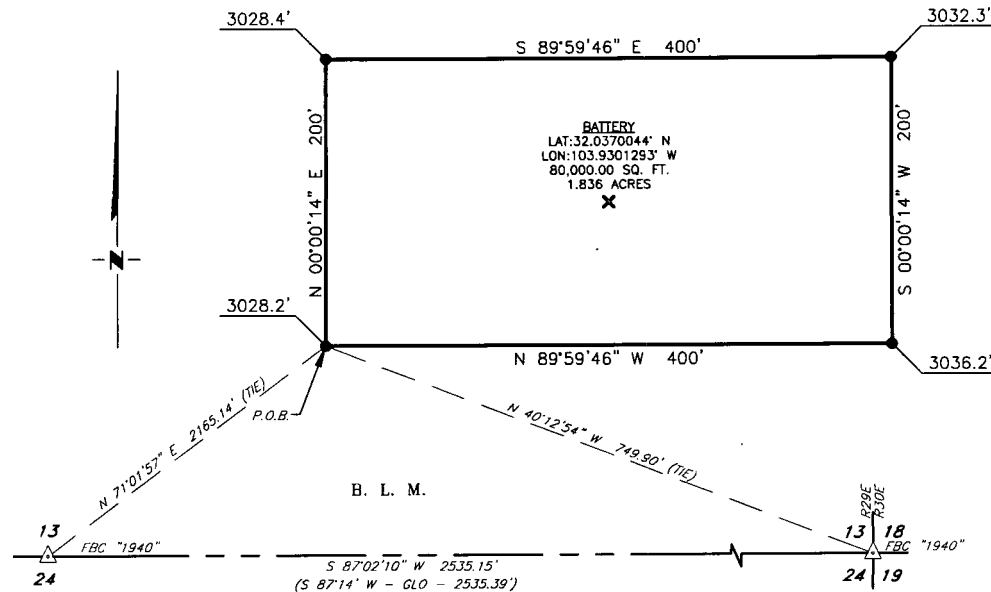 3028.4'
3032.3'
S 89°59'46" E 400'
N 00°00'14" E 200'
S 00°00'14" W 200'
BATTERY
LAT:32.0370044' N
LON:103.9301293' W
80,000.00 SQ. FT.
1.836 ACRES
X
N
3028.2'
N 89°59'46" W 400'
3036.2'
P.O.B.
N 71°01'57" E 2165.14' (TIE)
N 40°12'54" W 749.90' (TIE)
B. L. M.
R29E
R30E
13
FBC "1940"
24
13 18
FBC "1940"
24 19
S 87°02'10" W 2535.15'
(S 87°14' W - GLO - 2535.39')